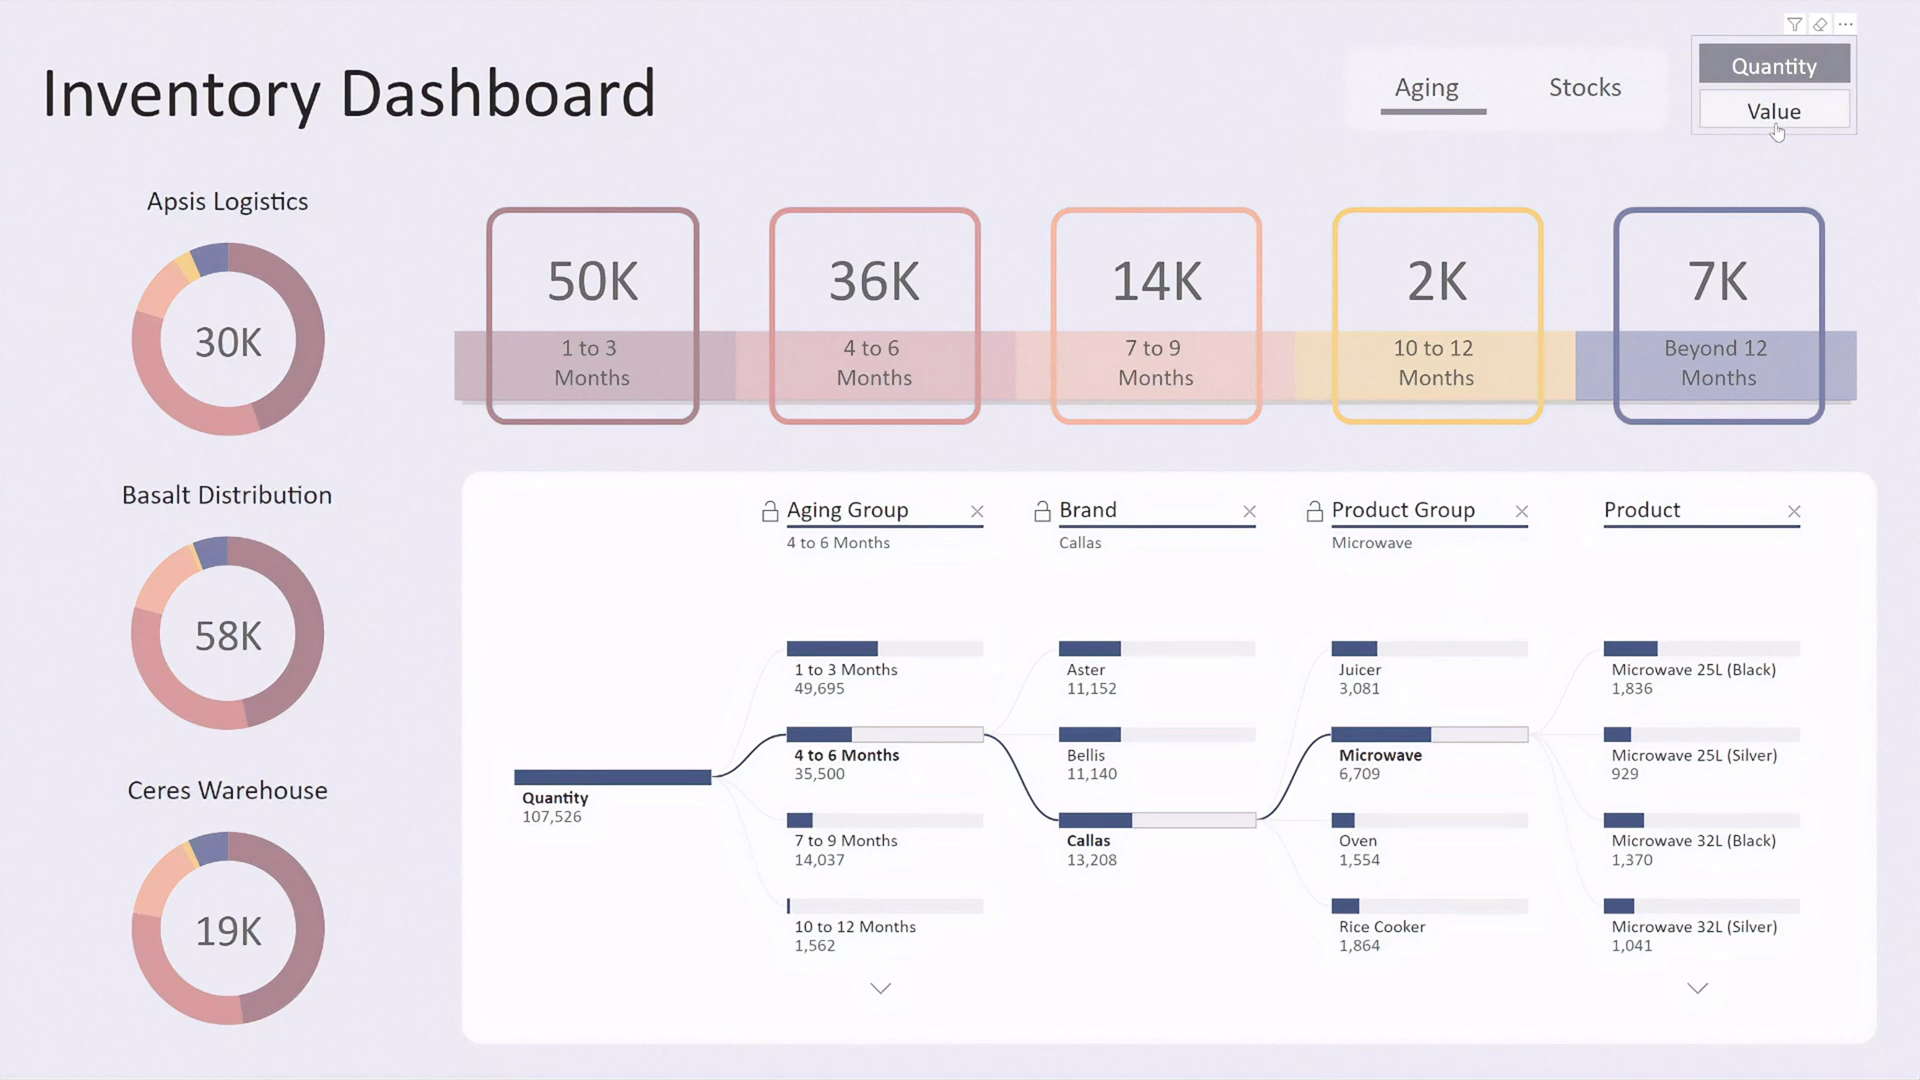 Inventory Dashboard
Aging
Stocks
Quantity
Value
Apsis Logistics
30K
Basalt Distribution
58K
Ceres Warehouse
19K
50K
1 to 3
Months
36K
4 to 6
Months
14K
7 to 9
Months
2K
10 to 12
Months
7K
Beyond 12
Months
Aging Group
4 to 6 Months
Brand
Callas
Product Group
Microwave
Product
Quantity
107,526
1 to 3 Months
49,695
4 to 6 Months
35,500
7 to 9 Months
14,037
10 to 12 Months
1,562
Aster
11,152
Bellis
11,140
Callas
13,208
Juicer
3,081
Microwave
6,709
Oven
1,554
Rice Cooker
1,864
Microwave 25L (Black)
1,836
Microwave 25L (Silver)
929
Microwave 32L (Black)
1,370
Microwave 32L (Silver)
1,041